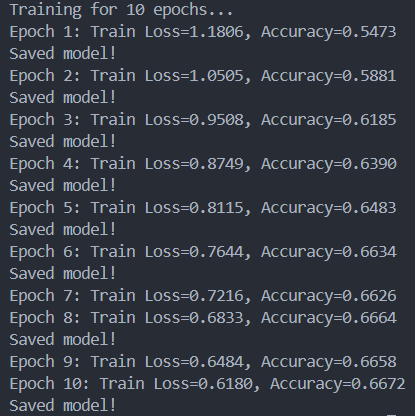 Training for 10 epochs...
Epoch 1: Train Loss=1.1806, Accuracy=0.5473
Saved model!
Epoch 2: Train Loss=1.0505, Accuracy=0.5881
Saved model!
Epoch 3: Train Loss=0.9508, Accuracy=0.6185
Saved model!
Epoch 4: Train Loss=0.8749, Accuracy=0.6390
Saved model!
Epoch 5: Train Loss=0.8115, Accuracy=0.6483
Saved model!
Epoch 6: Train Loss=0.7644, Accuracy=0.6634
Saved model!
Epoch 7: Train Loss=0.7216, Accuracy=0.6626
Epoch 8: Train Loss=0.6833, Accuracy=0.6664
Saved model!
Epoch 9: Train Loss=0.6484, Accuracy=0.6658
Epoch 10: Train Loss=0.6180, Accuracy=0.6672
Saved model!